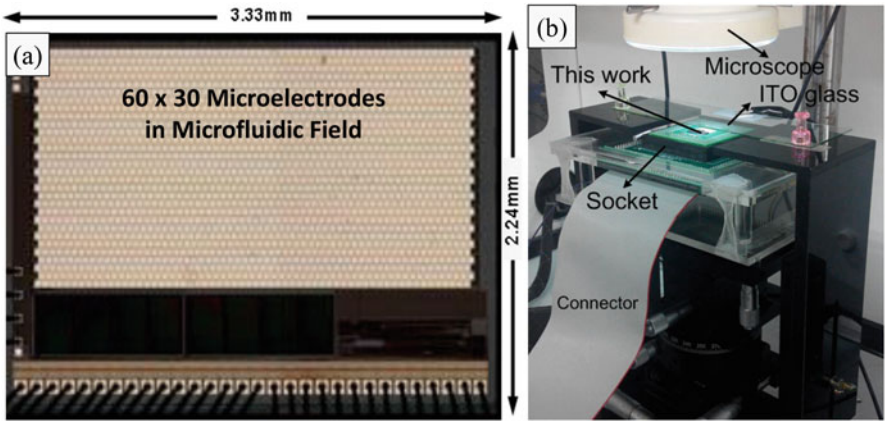 3.33mm
(a)
60 x 30 Microelectrodes
in Microfluidic Field
2.24mm
(b)
Microscope
This work
ITO glass
Socket
Connector